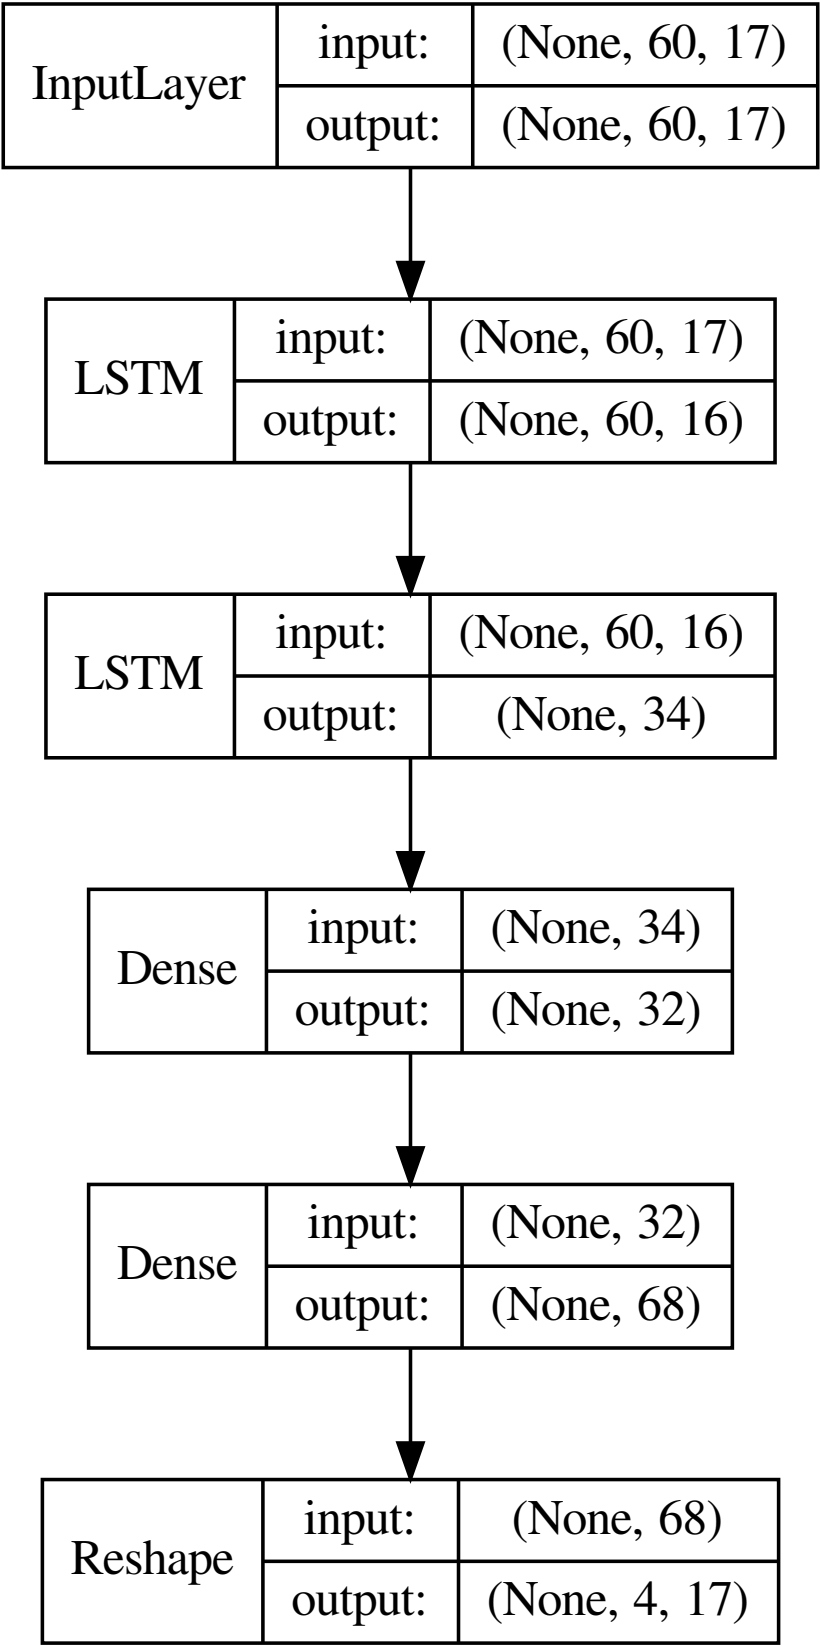 InputLayer
input: (None, 60, 17)
output: (None, 60, 17)
LSTM
input: (None, 60, 17)
output: (None, 60, 16)
LSTM
input: (None, 60, 16)
output: (None, 34)
Dense
input: (None, 34)
output: (None, 32)
Dense
input: (None, 32)
output: (None, 68)
Reshape
input: (None, 68)
output: (None, 4, 17)